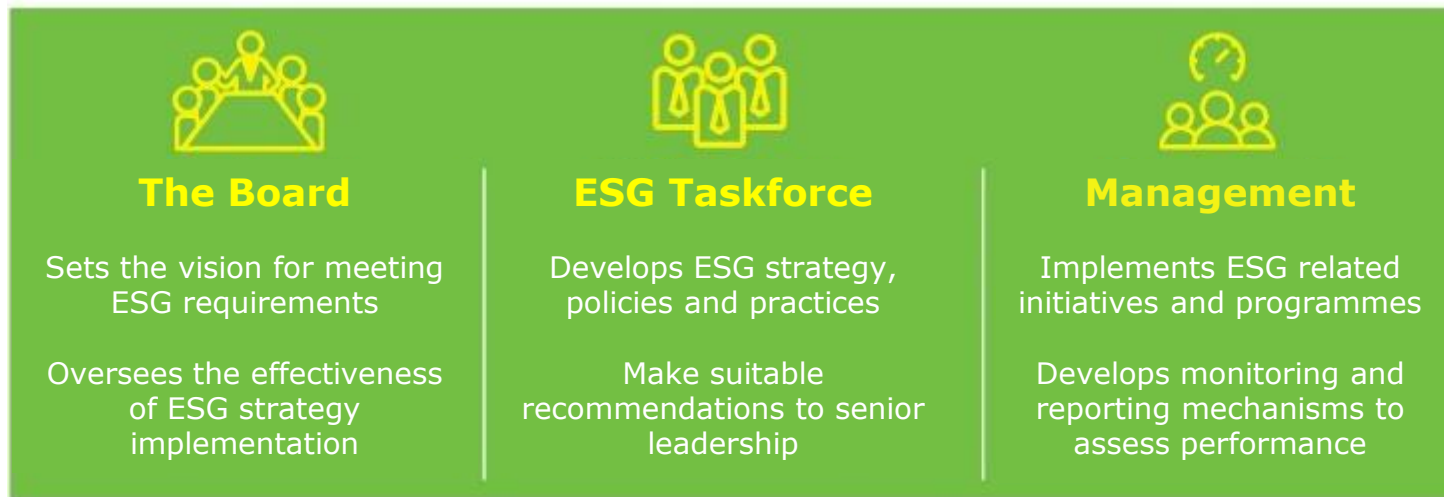 The Board
Sets the vision for meeting
ESG requirements
Oversees the effectiveness
of ESG strategy
implementation
ESG Taskforce
Develops ESG strategy,
policies and practices
Make suitable
recommendations to senior
leadership
Management
Implements ESG related
initiatives and programmes
Develops monitoring and
reporting mechanisms to
assess performance